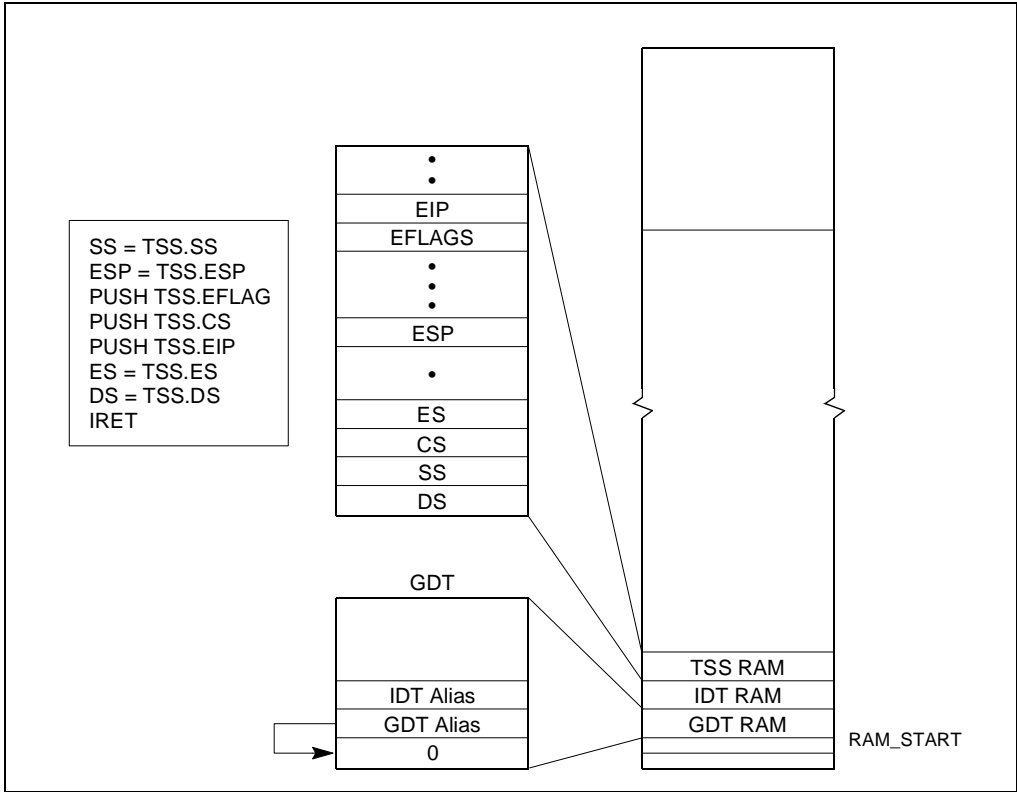 SS = TSS.SS
ESP = TSS.ESP
PUSH TSS.EFLAG
PUSH TSS.CS
PUSH TSS.EIP
ES = TSS.ES
DS = TSS.DS
IRET
EIP
EFLAGS
ESP
ES
CS
SS
DS
GDT
IDT Alias
GDT Alias
0
TSS RAM
IDT RAM
GDT RAM
RAM_START